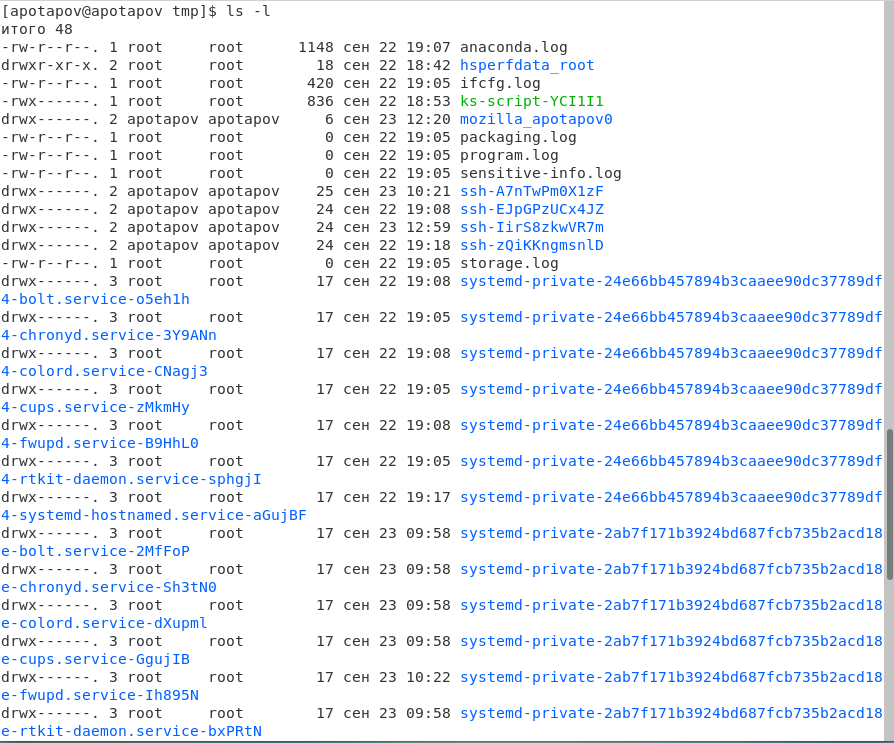 [apotapov@apotapov tmp]$ ls -l
итого 48
-rw-r--r--. 1 root     root      1148 сен 22 19:07 anaconda.log
drwxr-xr-x. 2 root     root        18 сен 22 18:42 hsperfdata_root
-rw-r--r--. 1 root     root       420 сен 22 19:05 ifcfg.log
-rwx------. 1 root     root       836 сен 22 18:53 ks-script-YCI1I1
drwx------. 2 apotapov apotapov     6 сен 23 12:20 mozilla_apotapov0
-rw-r--r--. 1 root     root         0 сен 22 19:05 packaging.log
-rw-r--r--. 1 root     root         0 сен 22 19:05 program.log
-rw-r--r--. 1 root     root         0 сен 22 19:05 sensitive-info.log
drwx------. 2 apotapov apotapov    25 сен 23 10:21 ssh-A7nTwPm0X1zF
drwx------. 2 apotapov apotapov    24 сен 22 19:08 ssh-EJpGPzUCx4JZ
drwx------. 2 apotapov apotapov    24 сен 23 12:59 ssh-IirS8zkwVR7m
drwx------. 2 apotapov apotapov    24 сен 22 19:18 ssh-zQiKKngmsnlD
-rw-r--r--. 1 root     root         0 сен 22 19:05 storage.log
drwx------. 3 root     root        17 сен 22 19:08 systemd-private-24e66bb457894b3caaee90dc37789df
4-bolt.service-o5eh1h
drwx------. 3 root     root        17 сен 22 19:05 systemd-private-24e66bb457894b3caaee90dc37789df
4-chronyd.service-3Y9ANn
drwx------. 3 root     root        17 сен 22 19:08 systemd-private-24e66bb457894b3caaee90dc37789df
4-colord.service-CNagj3
drwx------. 3 root     root        17 сен 22 19:05 systemd-private-24e66bb457894b3caaee90dc37789df
4-cups.service-zMkmHy
drwx------. 3 root     root        17 сен 22 19:08 systemd-private-24e66bb457894b3caaee90dc37789df
4-fwupd.service-B9HhL0
drwx------. 3 root     root        17 сен 22 19:05 systemd-private-24e66bb457894b3caaee90dc37789df
4-rtkit-daemon.service-sphgjI
drwx------. 3 root     root        17 сен 22 19:17 systemd-private-24e66bb457894b3caaee90dc37789df
4-systemd-hostnamed.service-aGujBF
drwx------. 3 root     root        17 сен 23 09:58 systemd-private-2ab7f171b3924bd687fcb735b2acd18
e-bolt.service-2MfFoP
drwx------. 3 root     root        17 сен 23 09:58 systemd-private-2ab7f171b3924bd687fcb735b2acd18
e-chronyd.service-Sh3tN0
drwx------. 3 root     root        17 сен 23 09:58 systemd-private-2ab7f171b3924bd687fcb735b2acd18
e-colord.service-dXupml
drwx------. 3 root     root        17 сен 23 09:58 systemd-private-2ab7f171b3924bd687fcb735b2acd18
e-cups.service-GgujIB
drwx------. 3 root     root        17 сен 23 10:22 systemd-private-2ab7f171b3924bd687fcb735b2acd18
e-fwupd.service-Ih895N
drwx------. 3 root     root        17 сен 23 09:58 systemd-private-2ab7f171b3924bd687fcb735b2acd18
e-rtkit-daemon.service-bxPRtN